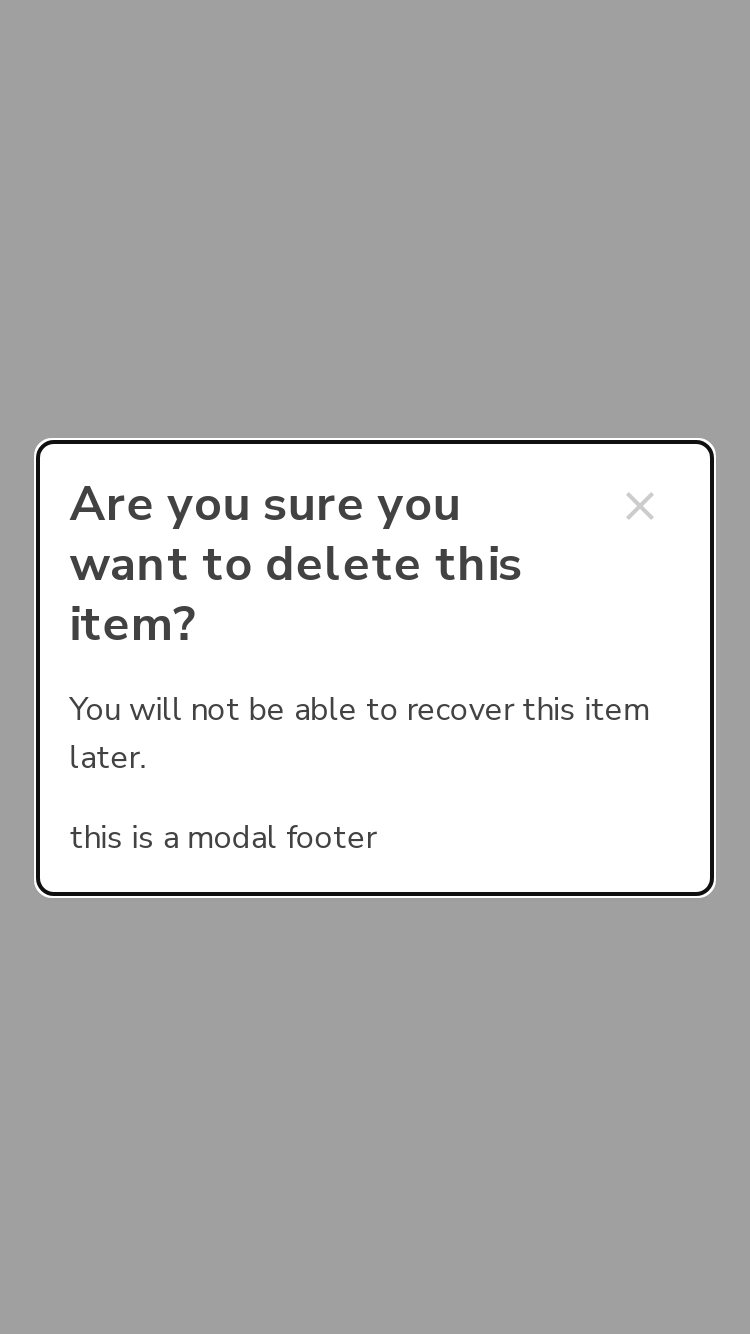 Are you sure you
want to delete this
item?
You will not be able to recover this item
later.
this is a modal footer